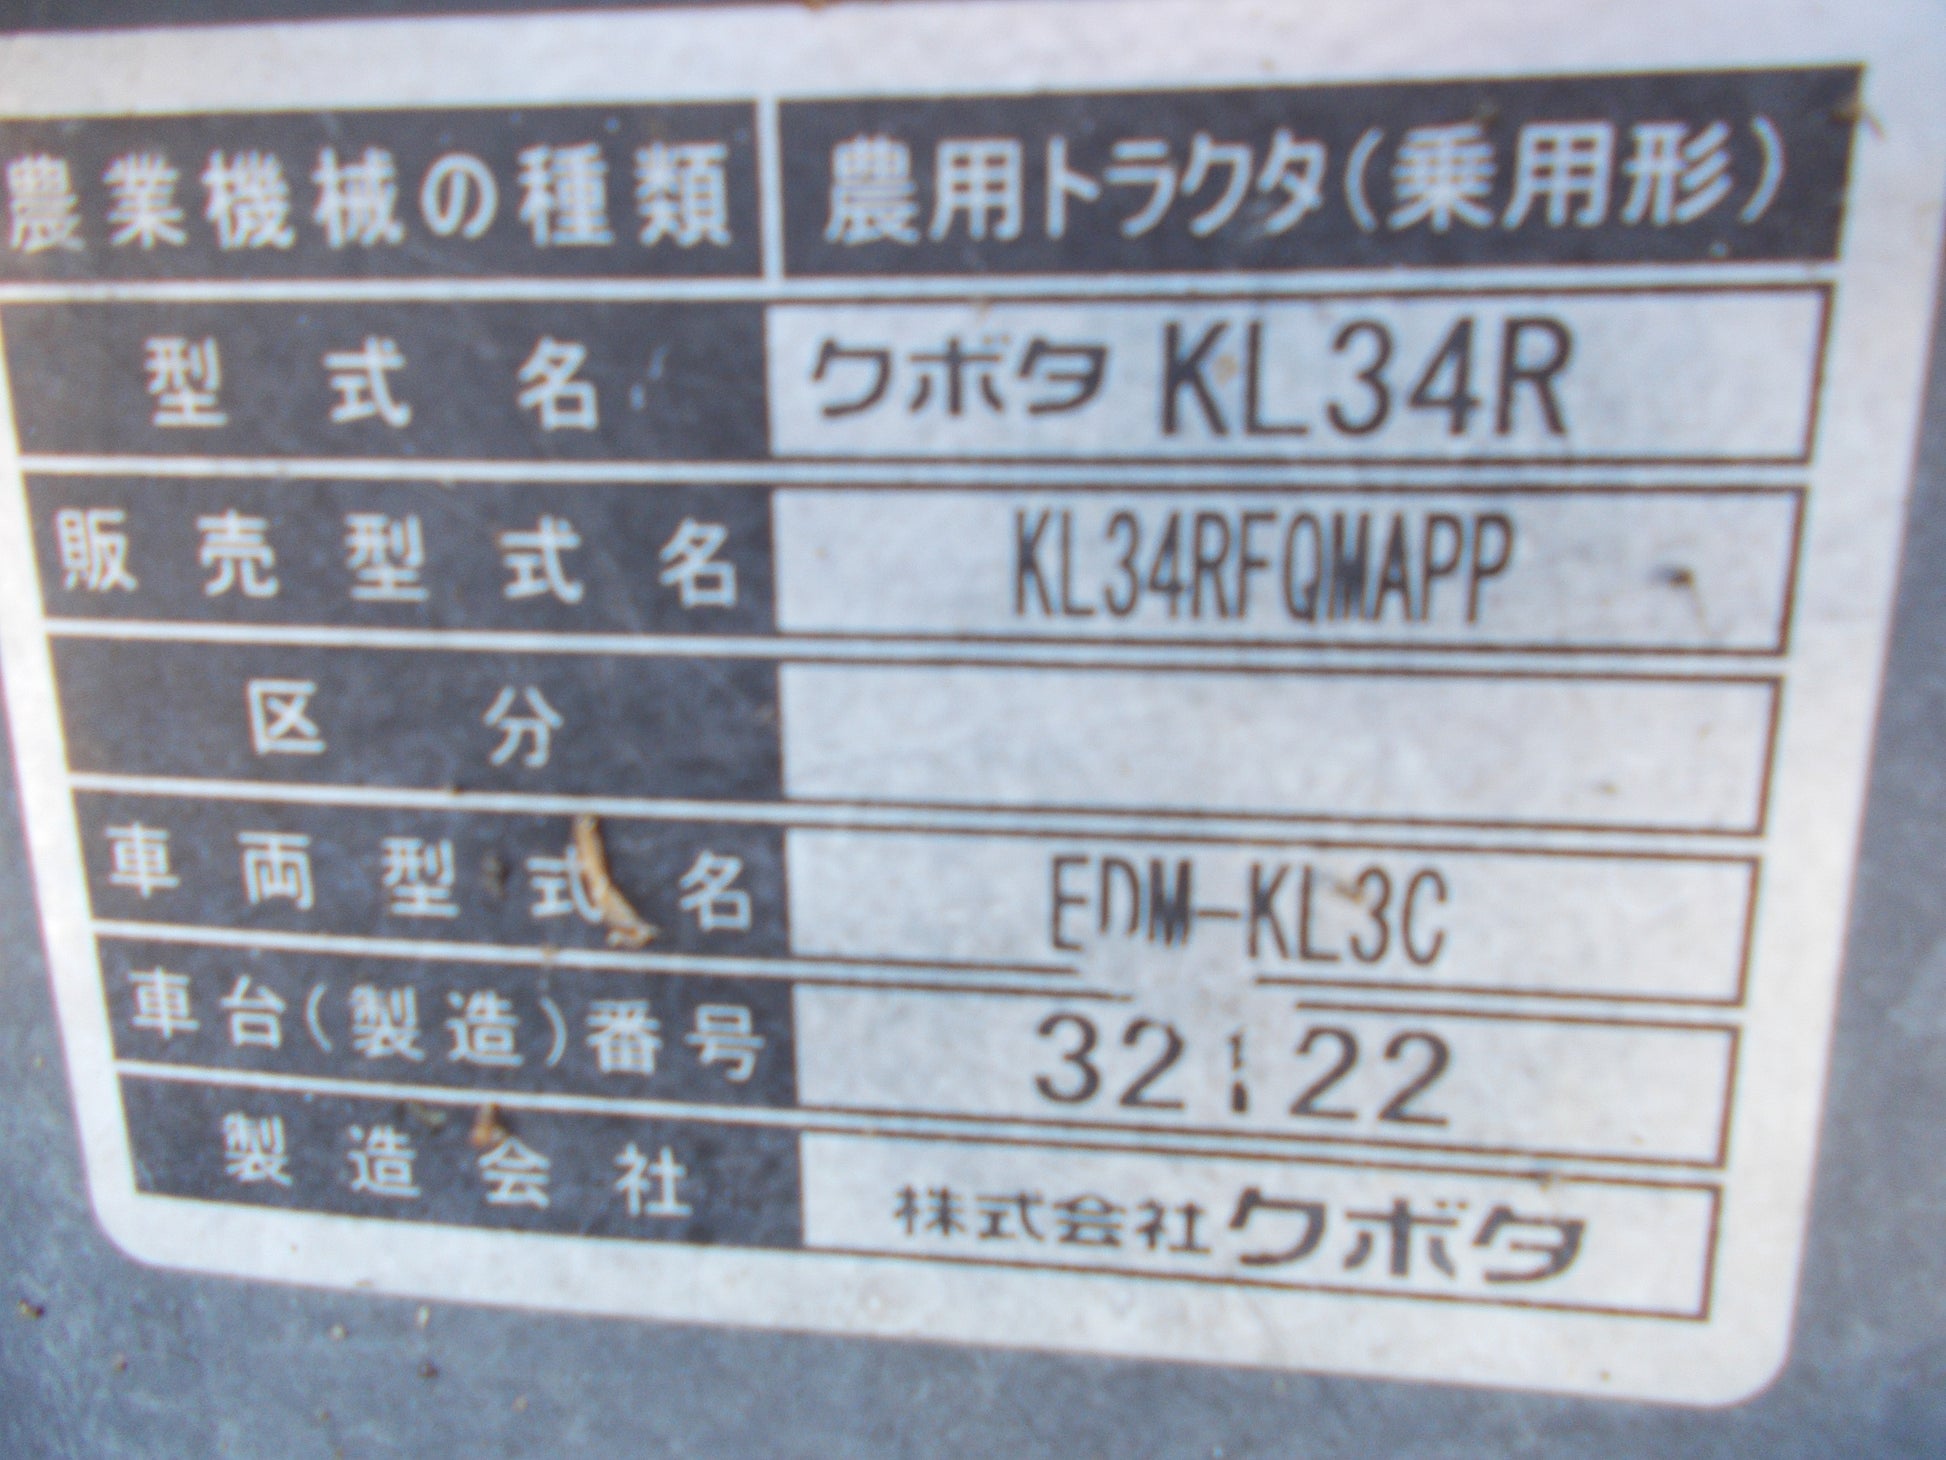 農業機械の種類 農用トラクタ(乗用形)
型式名 クボタ KL34R
販売型式名 KL34RFQMAPP
区分
車両型式名 EDM-KL3C
車台(製造)番号
製造会社 株式会社クボタ